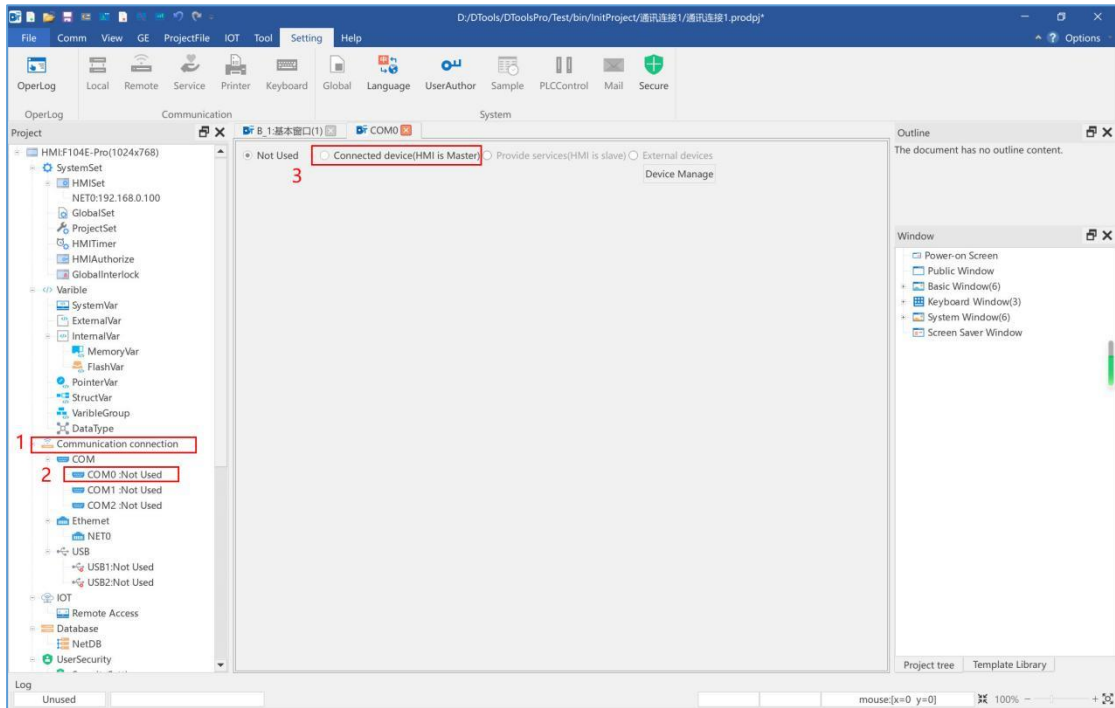 D:/DTools/DToolsPro/Test/bin/InitProject/通讯连接1/通讯连接1.prodpj*
File Comm View GE ProjectFile IOT Tool Setting Help
Options
OperLog Local Remote Service Printer Keyboard Global Language UserAuthor Sample PLCControl Mail Secure
OperLog Communication System
Project
B_1:基本窗口(1) COM0
Outline
HMI:F104E-Pro(1024x768)
SystemSet
HMISet
NET0:192.168.0.100
GlobalSet
ProjectSet
HMITimer
HMIAuthorize
GlobalInterlock
Varible
SystemVar
ExternalVar
InternalVar
MemoryVar
FlashVar
PointerVar
StructVar
VaribleGroup
DataType
1 Communication connection
COM
2 COM0 :Not Used
COM1 :Not Used
COM2 :Not Used
Ethernet
NET0
USB
USB1:Not Used
USB2:Not Used
IOT
Remote Access
Database
NetDB
UserSecurity
Not Used Connected device(HMI is Master) Provide services(HMI is slave) External devices
3
Device Manage
The document has no outline content.
Window
Power-on Screen
Public Window
Basic Window(6)
Keyboard Window(3)
System Window(6)
Screen Saver Window
Project tree Template Library
Log
Unused
mouse:[x=0 y=0] 100%